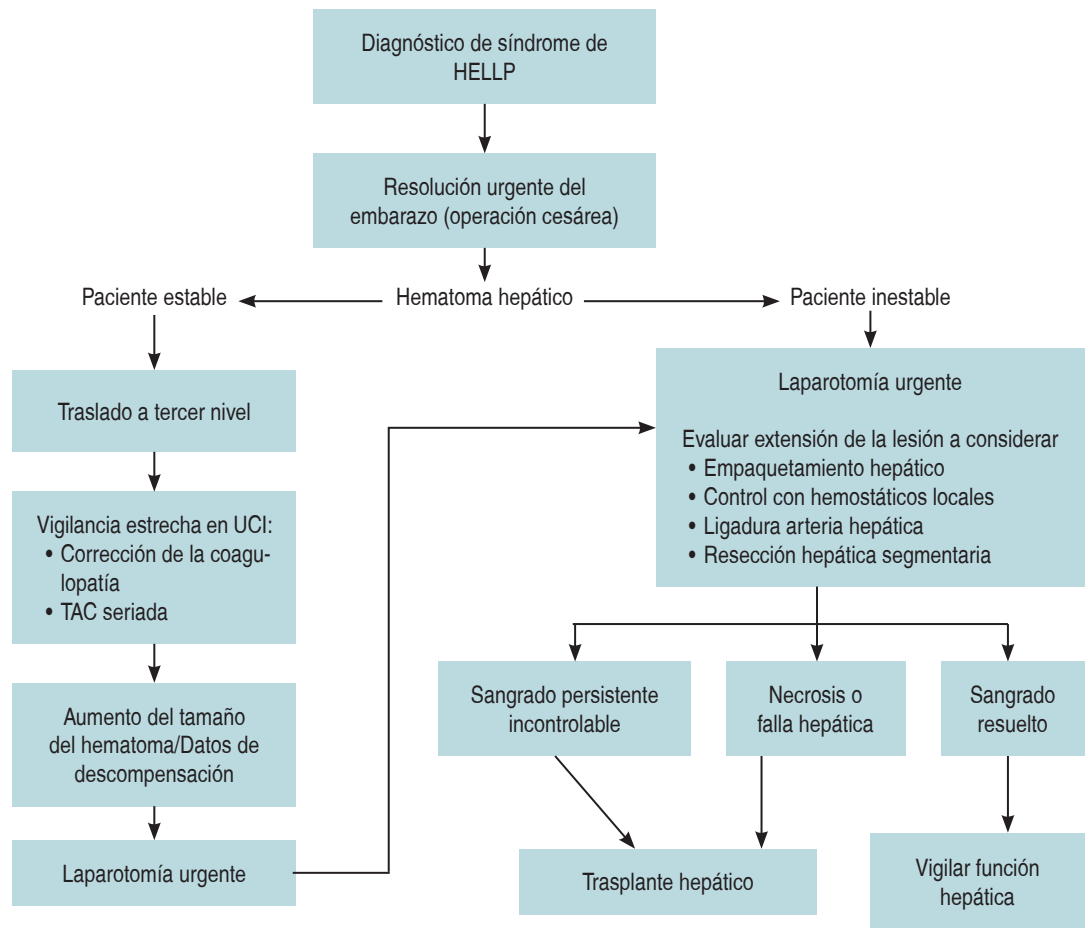 Diagnóstico de síndrome de
HELLP
Resolución urgente del
embarazo (operación cesárea)
Paciente estable
Hematoma hepático
Paciente inestable
Traslado a tercer nivel
Vigilancia estrecha en UCI:
• Corrección de la coagu-
lopatía
• TAC seriada
Aumento del tamaño
del hematoma/Datos de
descompensación
Laparotomía urgente
Laparotomía urgente
Evaluar extensión de la lesión a considerar
• Empaquetamiento hepático
• Control con hemostáticos locales
• Ligadura arteria hepática
• Resección hepática segmentaria
Sangrado persistente
incontrolable
Necrosis o
falla hepática
Sangrado
resuelto
Trasplante hepático
Vigilar función
hepática